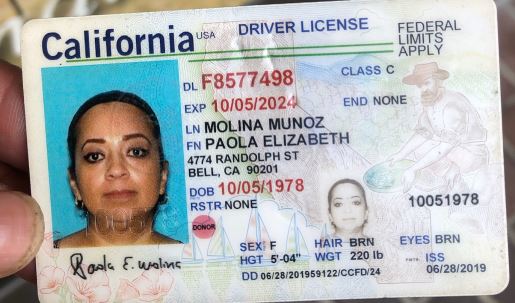 California USA DRIVER LICENSE
FEDERAL
LIMITS
APPLY
DL F8577498 CLASS C
EXP 10/05/2024 END NONE
LN MOLINA MUNOZ
FN PAOLA ELIZABETH
4774 RANDOLPH ST
BELL, CA 90201
DOB 10/05/1978
RSTR NONE
10051978
DONOR
SEX F HAIR BRN EYES BRN
HGT 5'-04" WGT 220 lb ISS
DD 06/28/201959122/CCFD/24 06/28/2019
Paola E. Molina